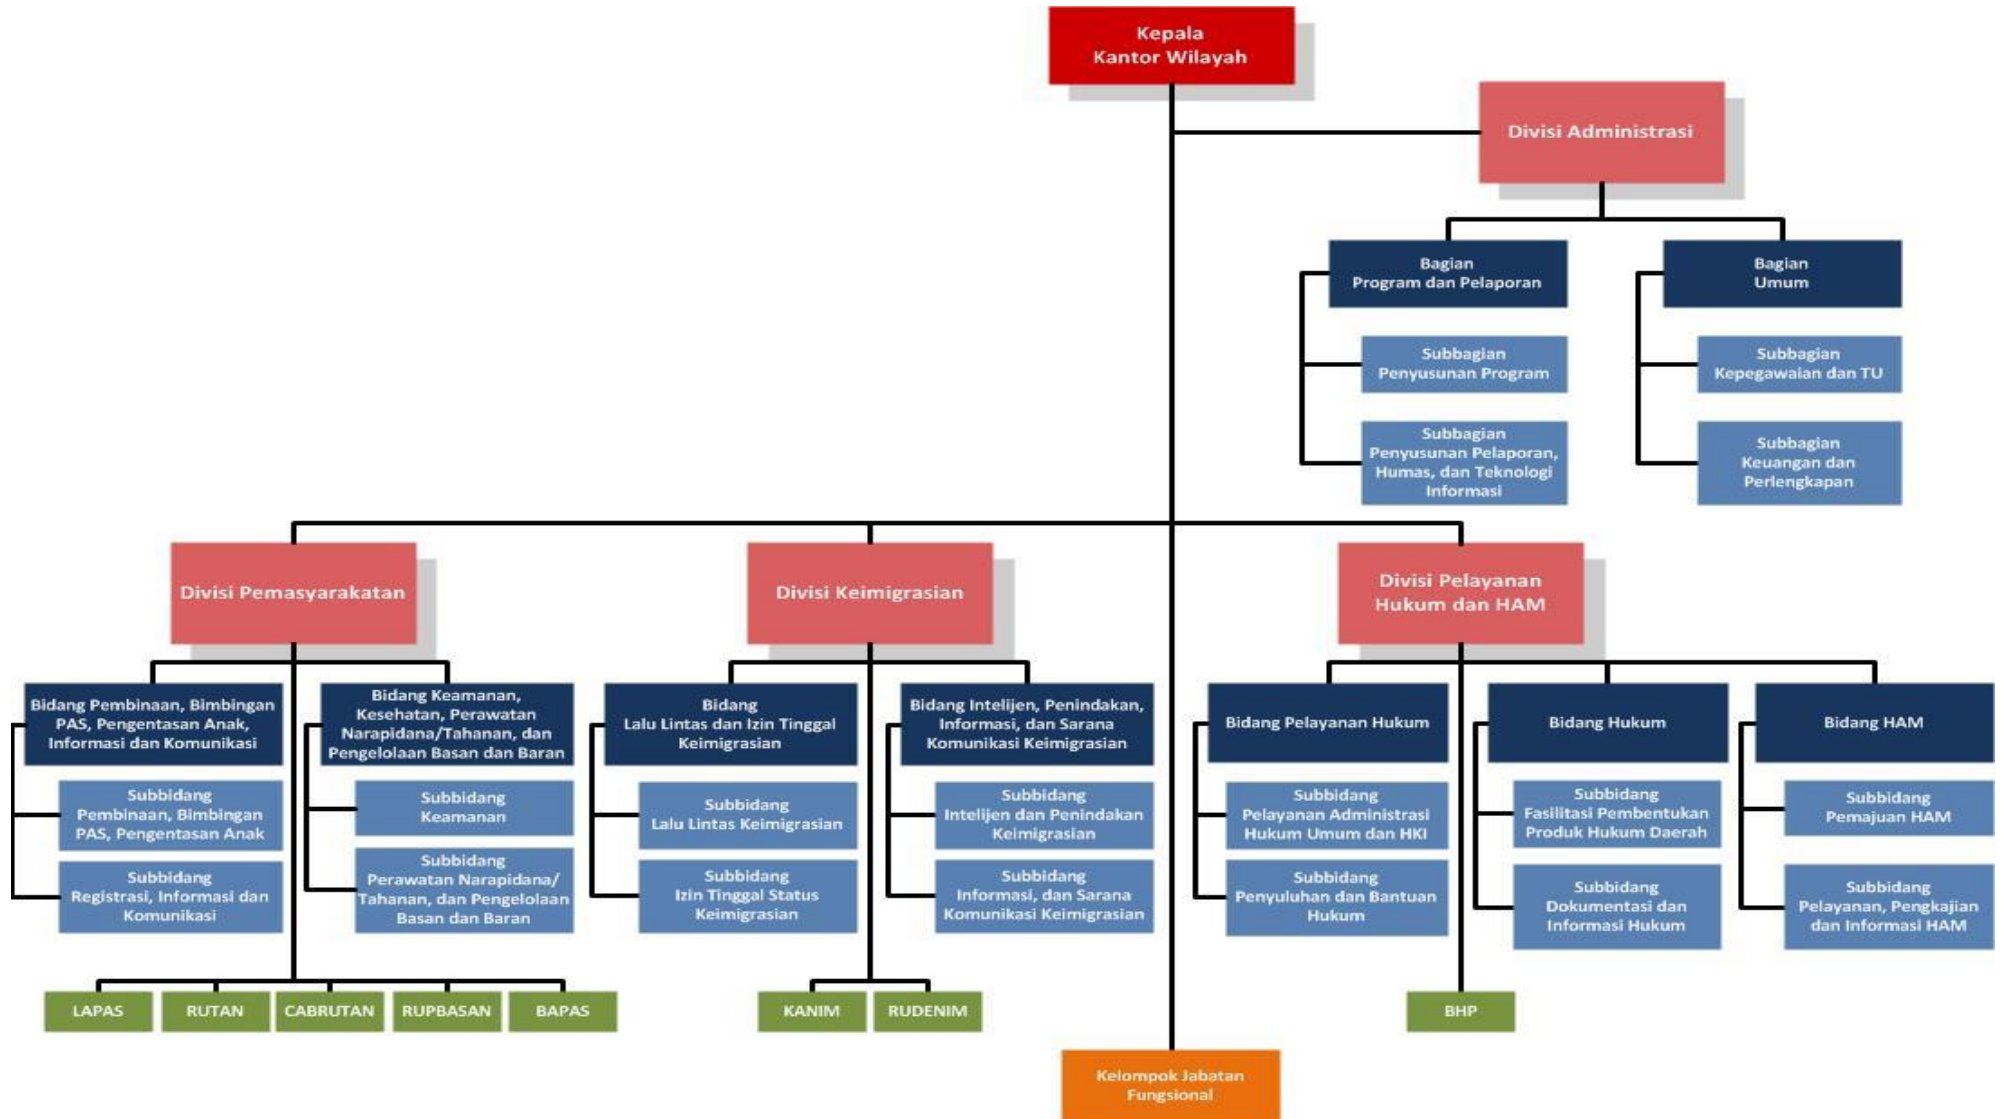 Kepala
Kantor Wilayah
Divisi Administrasi
Bagian
Program dan Pelaporan
Bagian
Umum
Subbagian
Penyusunan Program
Subbagian
Kepegawaian dan TU
Subbagian
Penyusunan Pelaporan,
Humas, dan Teknologi
Informasi
Subbagian
Keuangan dan
Perlengkapan
Divisi Pemasyarakatan
Divisi Keimigrasian
Divisi Pelayanan
Hukum dan HAM
Bidang Pembinaan, Bimbingan
PAS, Pengentasan Anak,
Informasi dan Komunikasi
Bidang Keamanan,
Kesehatan, Perawatan
Narapidana/Tahanan, dan
Pengelolaan Basan dan Baran
Bidang
Lalu Lintas dan Izin Tinggal
Keimigrasian
Bidang Intelijen, Penindakan,
Informasi, dan Sarana
Komunikasi Keimigrasian
Bidang Pelayanan Hukum
Bidang Hukum
Bidang HAM
Subbidang
Pembinaan, Bimbingan
PAS, Pengentasan Anak
Subbidang
Keamanan
Subbidang
Lalu Lintas Keimigrasian
Subbidang
Intelijen dan Penindakan
Keimigrasian
Subbidang
Pelayanan Administrasi
Hukum Umum dan HKI
Subbidang
Fasilitasi Pembentukan
Produk Hukum Daerah
Subbidang
Pemajuan HAM
Subbidang
Registrasi, Informasi dan
Komunikasi
Subbidang
Perawatan Narapidana/
Tahanan, dan Pengelolaan
Basan dan Baran
Subbidang
Izin Tinggal Status
Keimigrasian
Subbidang
Informasi, dan Sarana
Komunikasi Keimigrasian
Subbidang
Penyuluhan dan Bantuan
Hukum
Subbidang
Dokumentasi dan
Informasi Hukum
Subbidang
Pelayanan, Pengkajian
dan Informasi HAM
LAPAS
RUTAN
CABRUTAN
RUPBASAN
BAPAS
KANIM
RUDENIM
BHP
Kelompok Jabatan
Fungsional